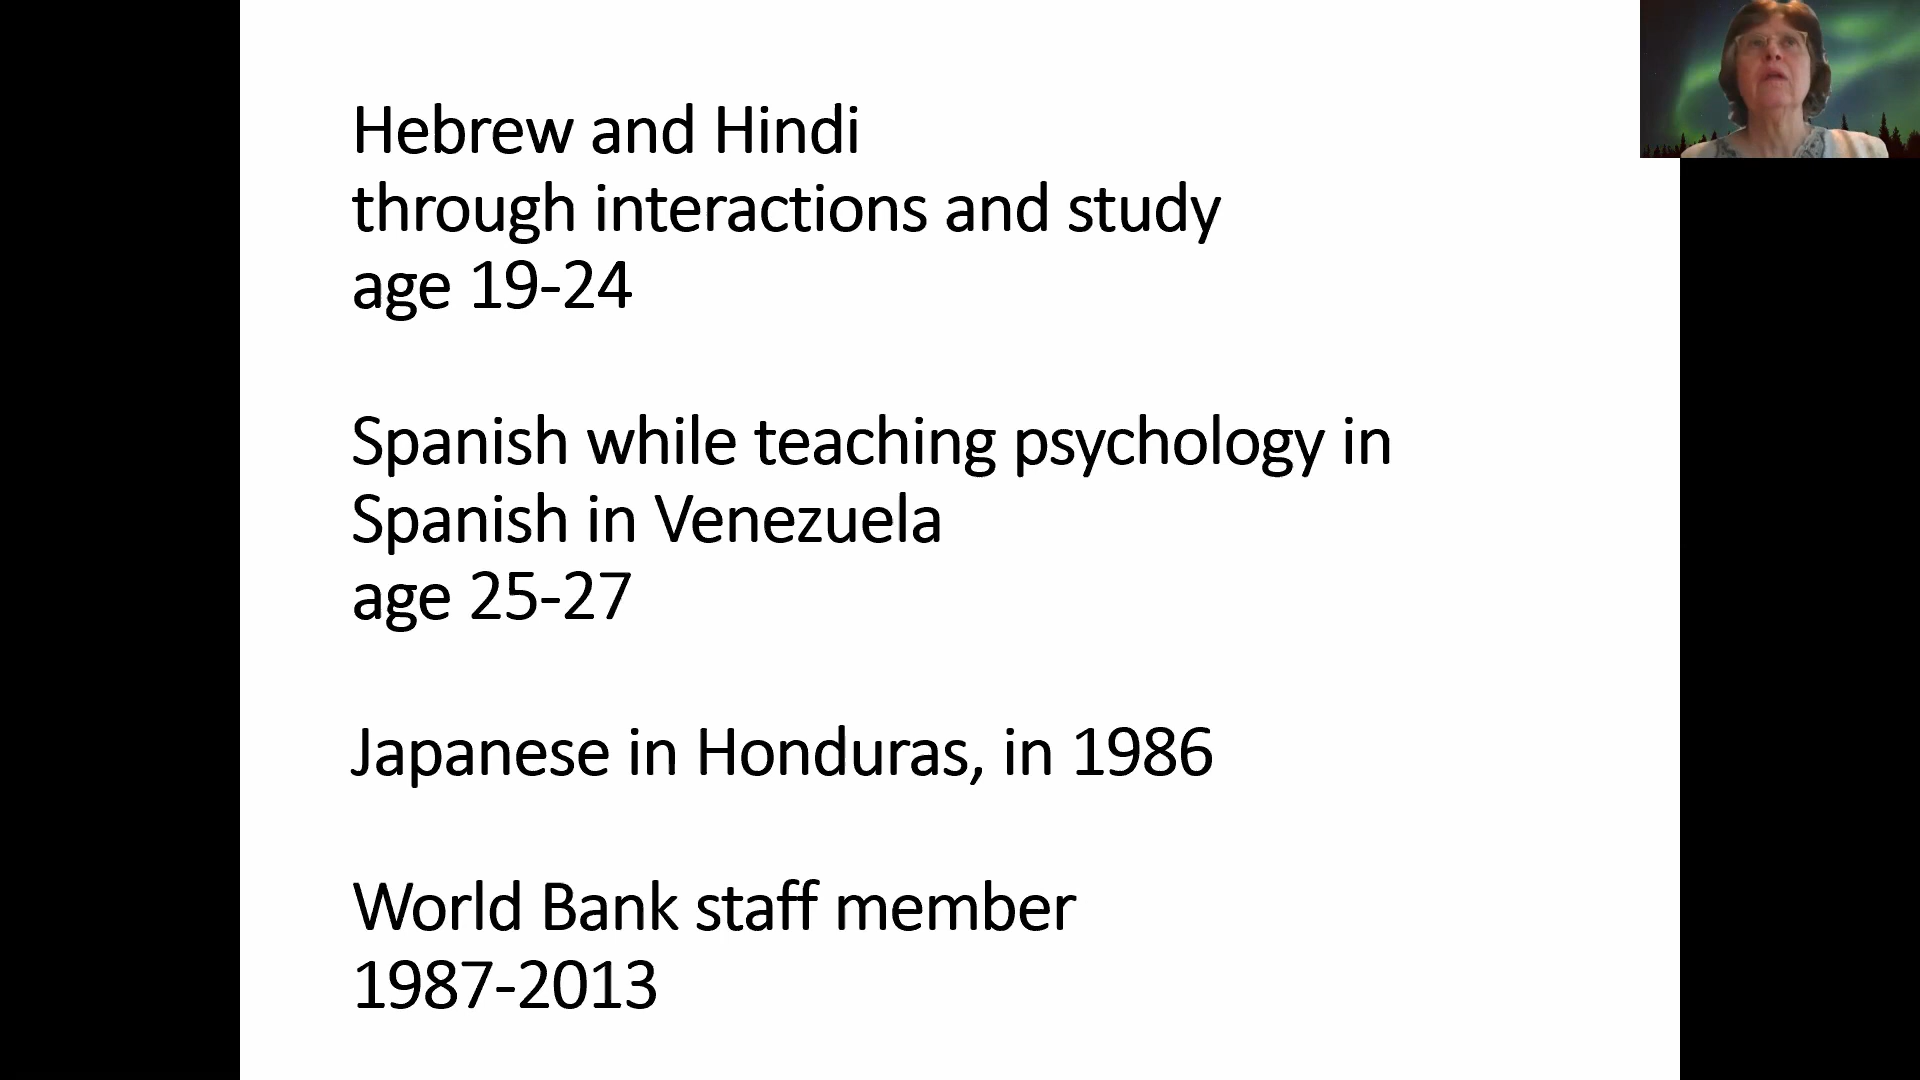 Hebrew and Hindi
through interactions and study
age 19-24
Spanish while teaching psychology in
Spanish in Venezuela
age 25-27
Japanese in Honduras, in 1986
World Bank staff member
1987-2013